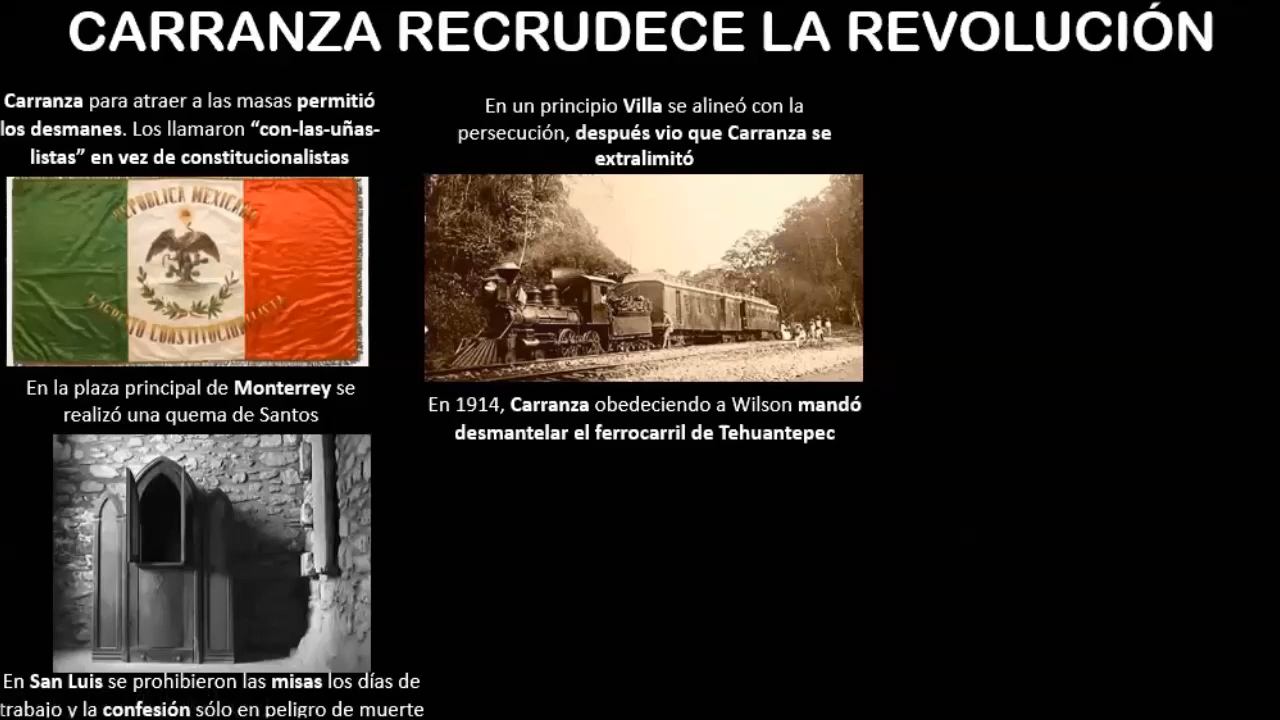 CARRANZA RECRUDECE LA REVOLUCIÓN
Carranza para atraer a las masas permitió
los desmanes. Los llamaron “con-las-uñas-
listas” en vez de constitucionalistas
REPUBLICA MEXICANA
En la plaza principal de Monterrey se
realizó una quema de Santos
En San Luis se prohibieron las misas los días de
trabajo y la confesión sólo en peligro de muerte
En un principio Villa se alineó con la
persecución, después vio que Carranza se
extralimitó
En 1914, Carranza obedeciendo a Wilson mandó
desmantelar el ferrocarril de Tehuantepec